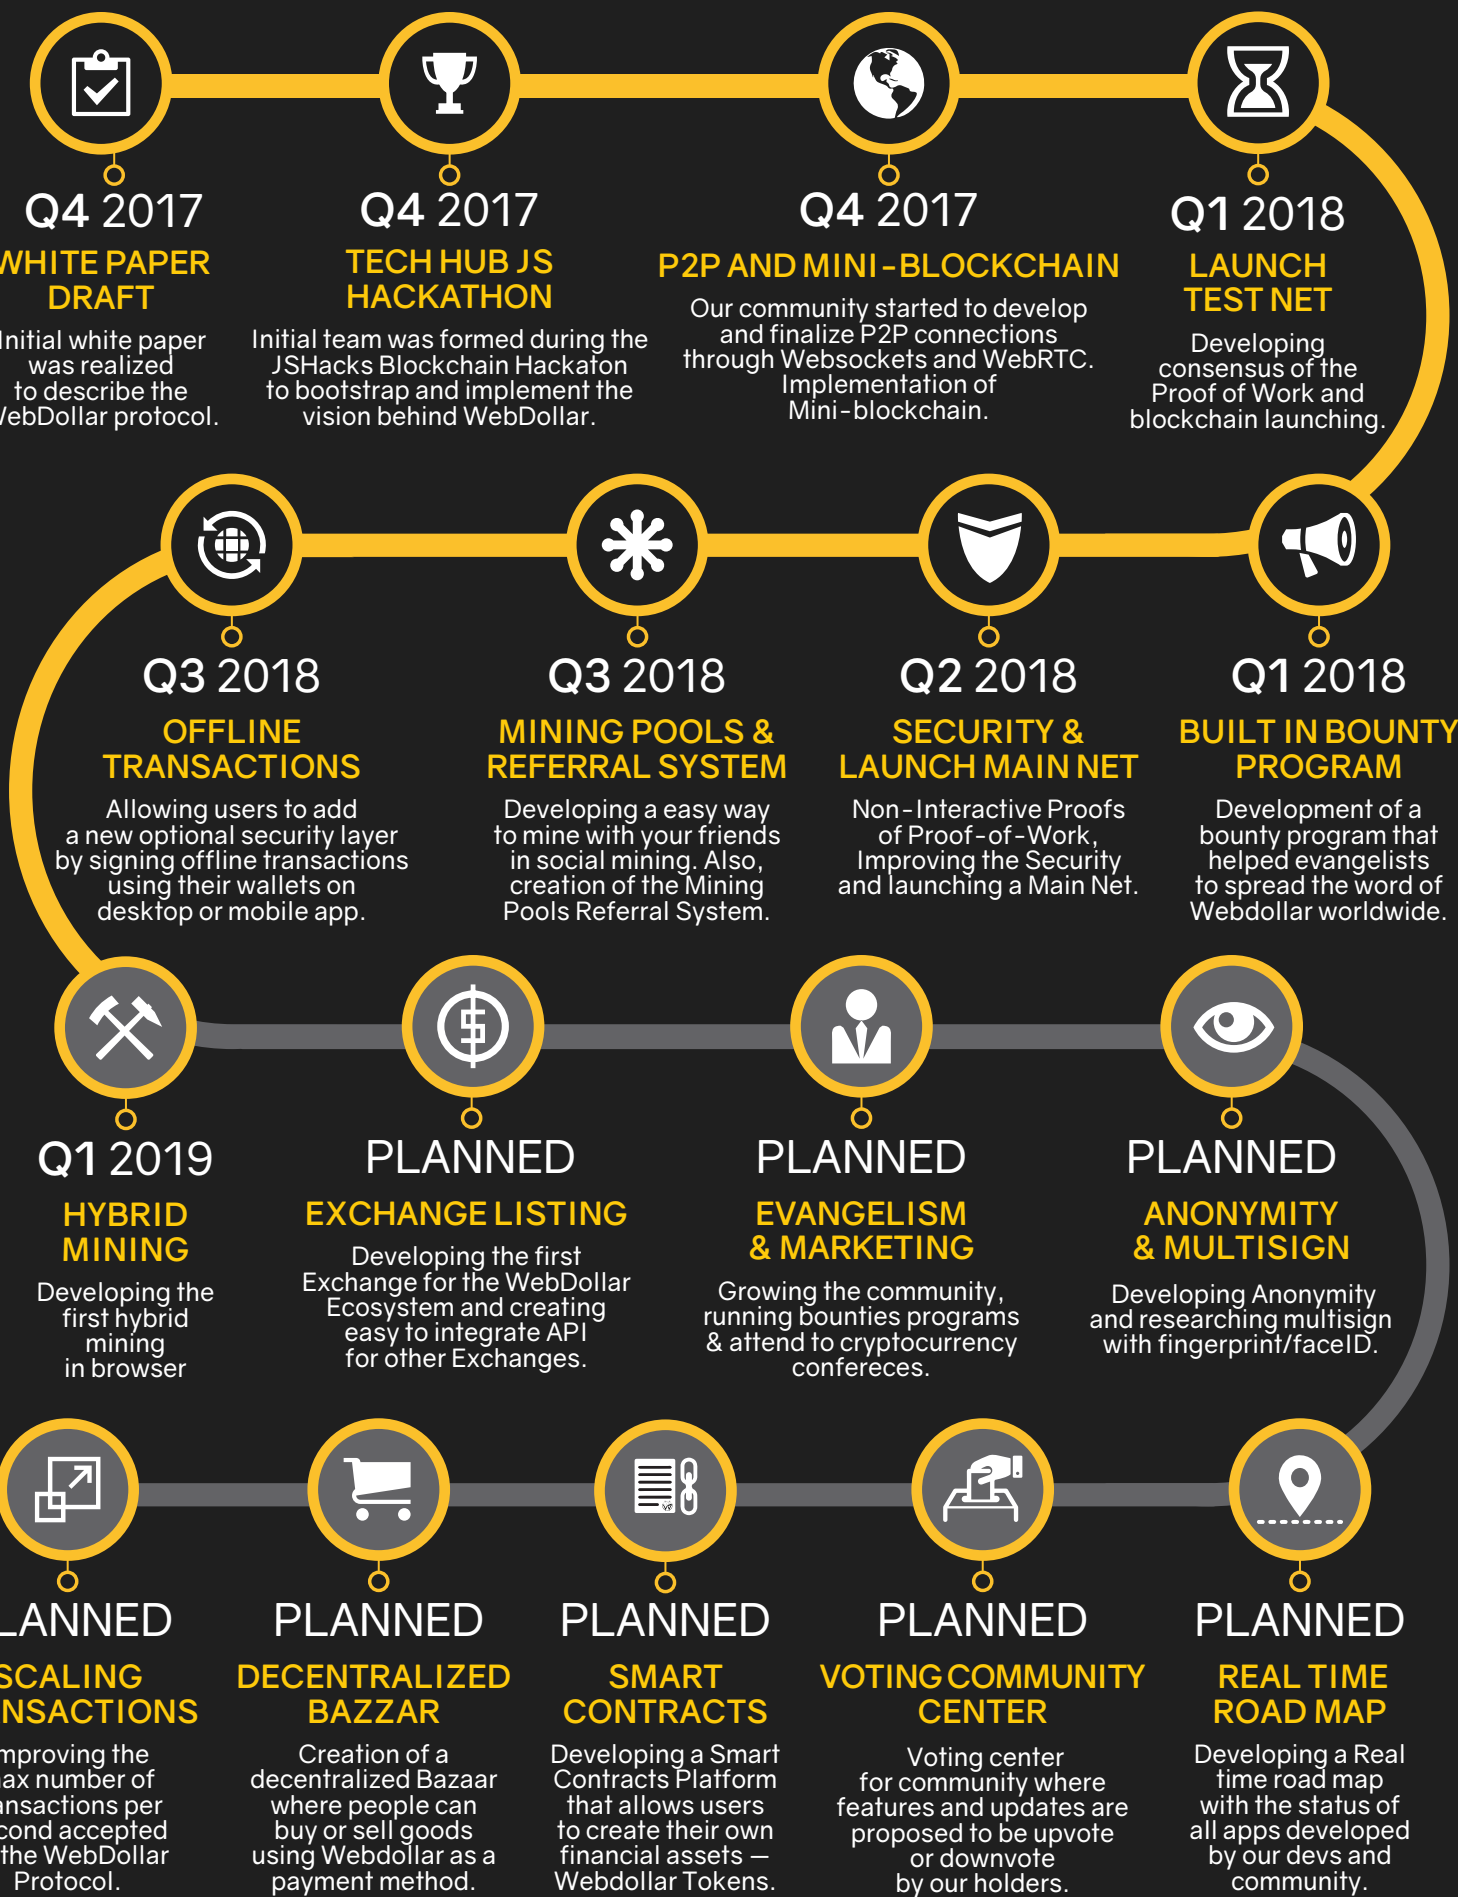 Q4 2017
WHITE PAPER
DRAFT
Initial white paper
was realized
to describe the
WebDollar protocol.
Q4 2017
TECH HUB JS
HACKATHON
Initial team was formed during the
JSHacks Blockchain Hackaton
to bootstrap and implement the
vision behind WebDollar.
Q4 2017
P2P AND MINI-BLOCKCHAIN
Our community started to develop
and finalize P2P connections
through Websockets and WebRTC.
Implementation of
Mini-blockchain.
Q1 2018
LAUNCH
TEST NET
Developing
consensus of the
Proof of Work and
blockchain launching.
Q3 2018
OFFLINE
TRANSACTIONS
Allowing users to add
a new optional security layer
by signing offline transactions
using their wallets on
desktop or mobile app.
Q3 2018
MINING POOLS &
REFERRAL SYSTEM
Developing a easy way
to mine with your friends
in social mining. Also,
creation of the Mining
Pools Referral System.
Q2 2018
SECURITY &
LAUNCH MAIN NET
Non-Interactive Proofs
of Proof-of-Work,
Improving the Security
and launching a Main Net.
Q1 2018
BUILT IN BOUNTY
PROGRAM
Development of a
bounty program that
helped evangelists
to spread the word of
Webdollar worldwide.
Q1 2019
HYBRID
MINING
Developing the
first hybrid
mining
in browser
PLANNED
EXCHANGE LISTING
Developing the first
Exchange for the WebDollar
Ecosystem and creating
easy to integrate API
for other Exchanges.
PLANNED
EVANGELISM
& MARKETING
Growing the community,
running bounties programs
& attend to cryptocurrency
confereces.
PLANNED
ANONYMITY
& MULTISIGN
Developing Anonymity
and researching multisign
with fingerprint/faceID.
LANNED
SCALING
NSACTIONS
mproving the
ax number of
ansactions per
cond accepted
the WebDollar
Protocol.
PLANNED
DECENTRALIZED
BAZZAR
Creation of a
decentralized Bazaar
where people can
buy or sell goods
using Webdollar as a
payment method.
PLANNED
SMART
CONTRACTS
Developing a Smart
Contracts Platform
that allows users
to create their own
financial assets —
Webdollar Tokens.
PLANNED
VOTING COMMUNITY
CENTER
Voting center
for community where
features and updates are
proposed to be upvote
or downvote
by our holders.
PLANNED
REAL TIME
ROAD MAP
Developing a Real
time road map
with the status of
all apps developed
by our devs and
community.